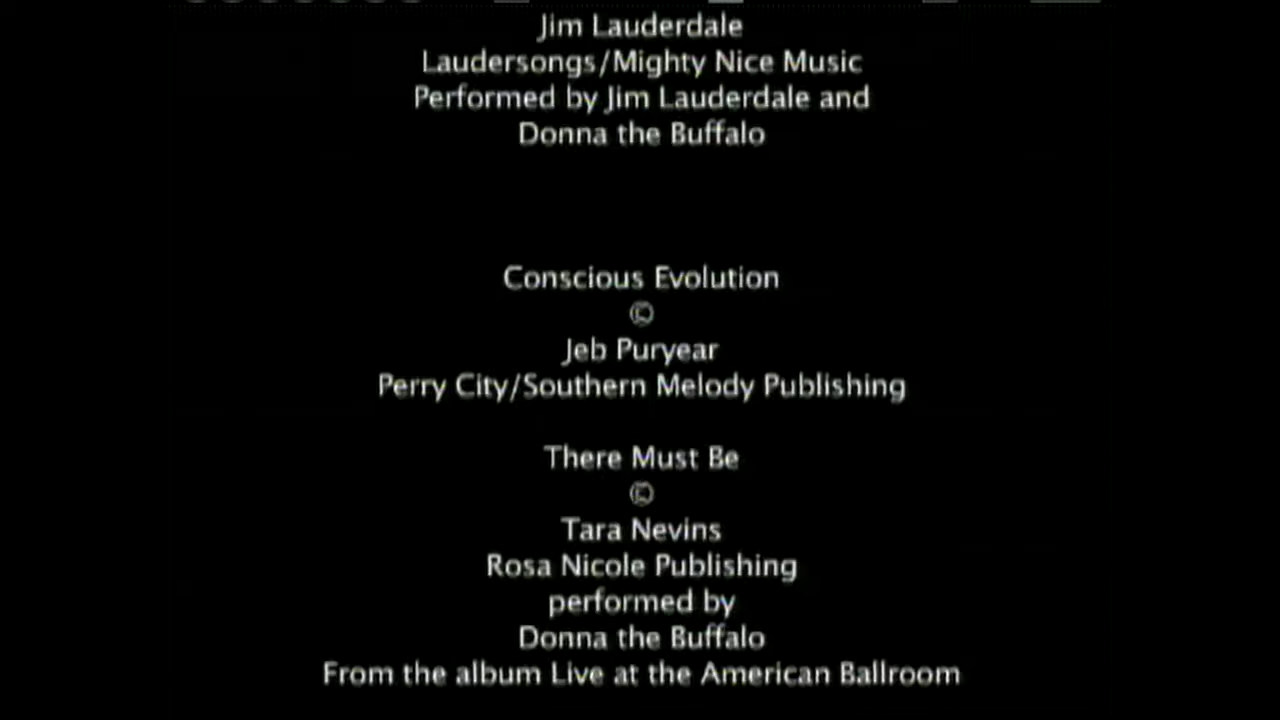 Jim Lauderdale
Laudersongs/Mighty Nice Music
Performed by Jim Lauderdale and
Donna the Buffalo
Conscious Evolution
©
Jeb Puryear
Perry City/Southern Melody Publishing
There Must Be
©
Tara Nevins
Rosa Nicole Publishing
performed by
Donna the Buffalo
From the album Live at the American Ballroom